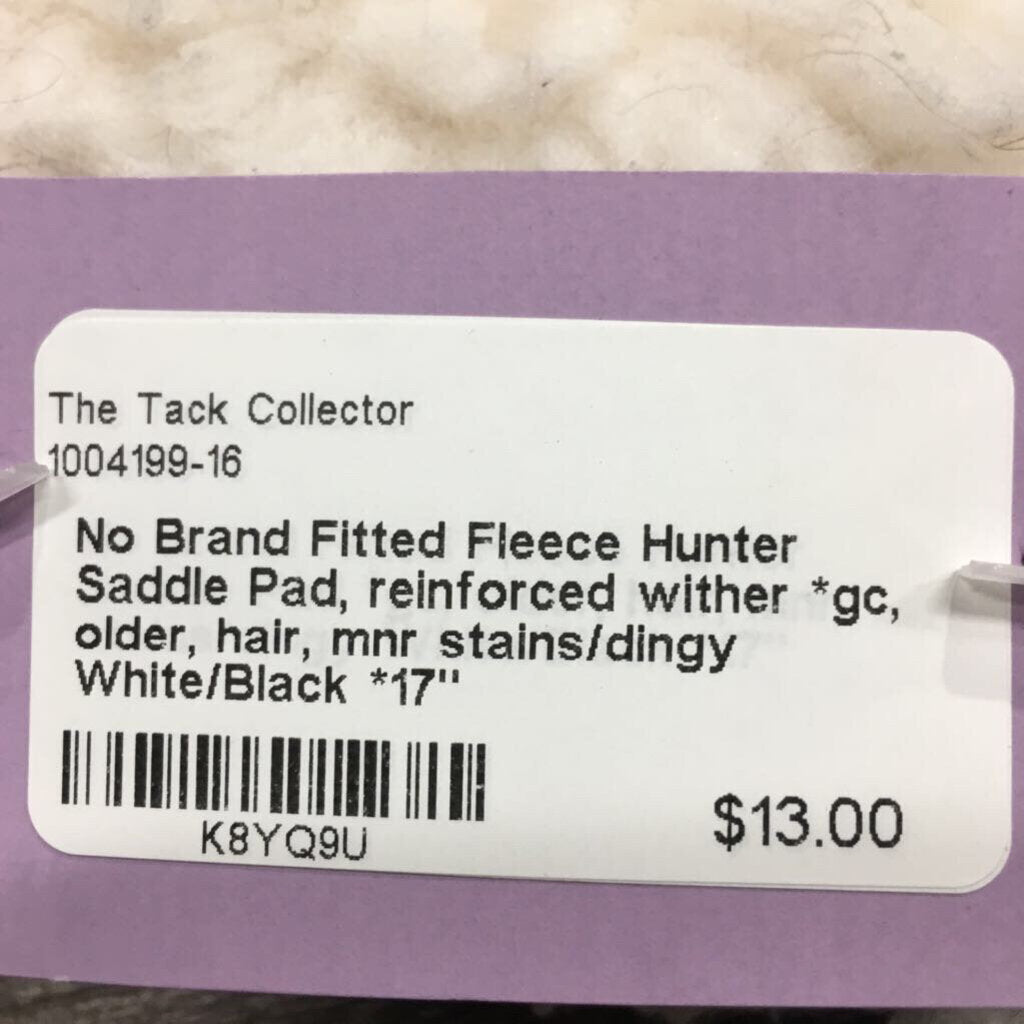 The Tack Collector
1004199-16
No Brand Fitted Fleece Hunter
Saddle Pad, reinforced wither *gc,
older, hair, mnr stains/dingy
White/Black *17"
K8YQ9U
$13.00